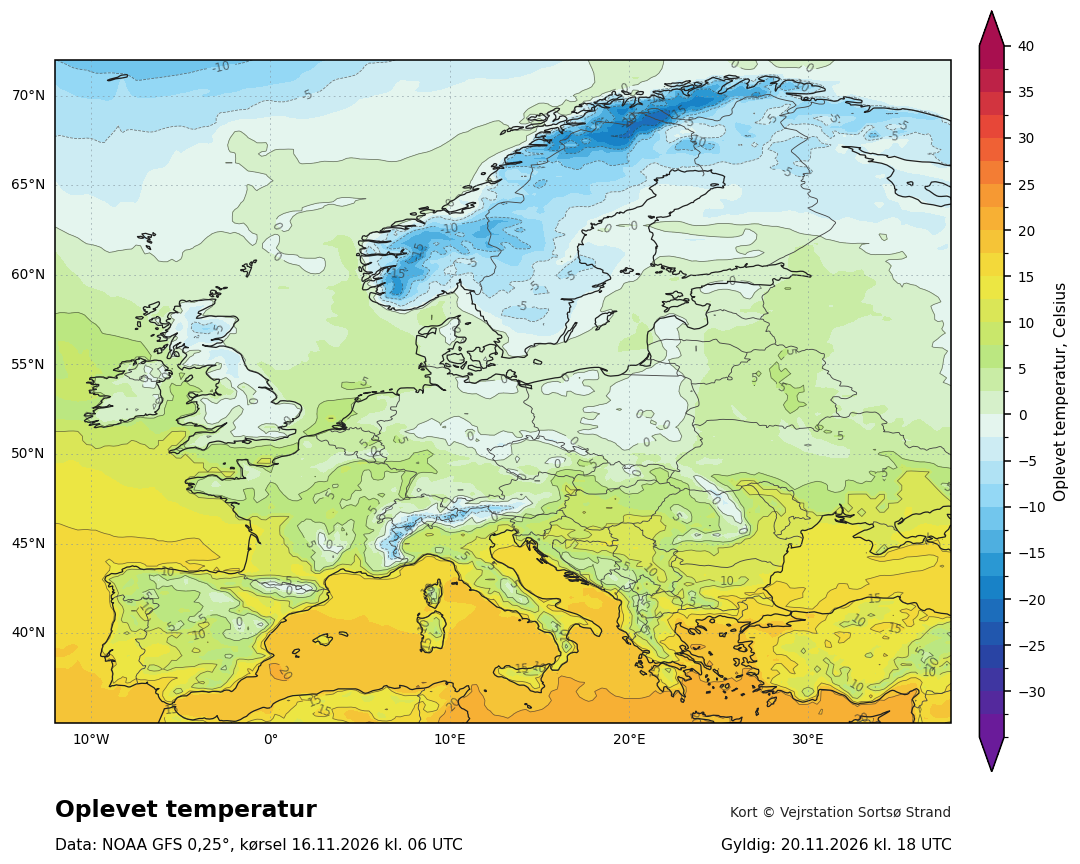 40
35
30
25
20
15
10
5
0
−5
−10
−15
−20
−25
−30
Oplevet temperatur, Celsius
70°N
65°N
60°N
55°N
50°N
45°N
40°N
10°W 0° 10°E 20°E 30°E
Oplevet temperatur
Kort © Vejrstation Sortsø Strand
Data: NOAA GFS 0,25°, kørsel 16.11.2026 kl. 06 UTC
Gyldig: 20.11.2026 kl. 18 UTC